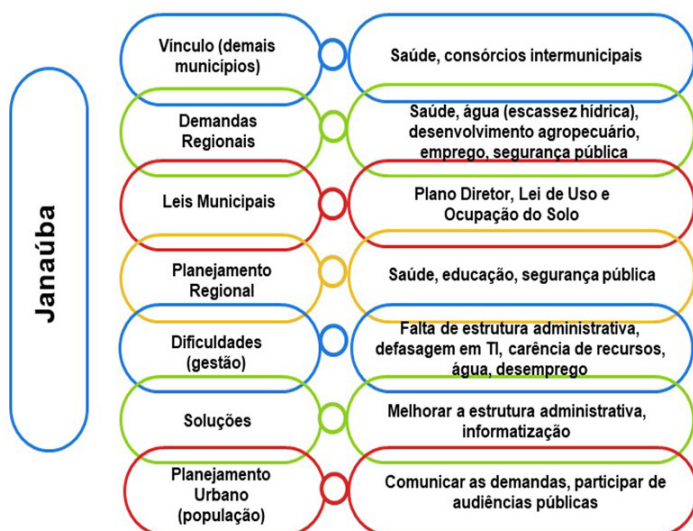 Janaúba
Vínculo (demais
municípios)
Saúde, consórcios intermunicipais
Demandas
Regionais
Saúde, água (escassez hídrica),
desenvolvimento agropecuário,
emprego, segurança pública
Leis Municipais
Plano Diretor, Lei de Uso e
Ocupação do Solo
Planejamento
Regional
Saúde, educação, segurança pública
Dificuldades
(gestão)
Falta de estrutura administrativa,
defasagem em TI, carência de recursos,
água, desemprego
Soluções
Melhorar a estrutura administrativa,
informatização
Planejamento
Urbano
(população)
Comunicar as demandas, participar de
audiências públicas